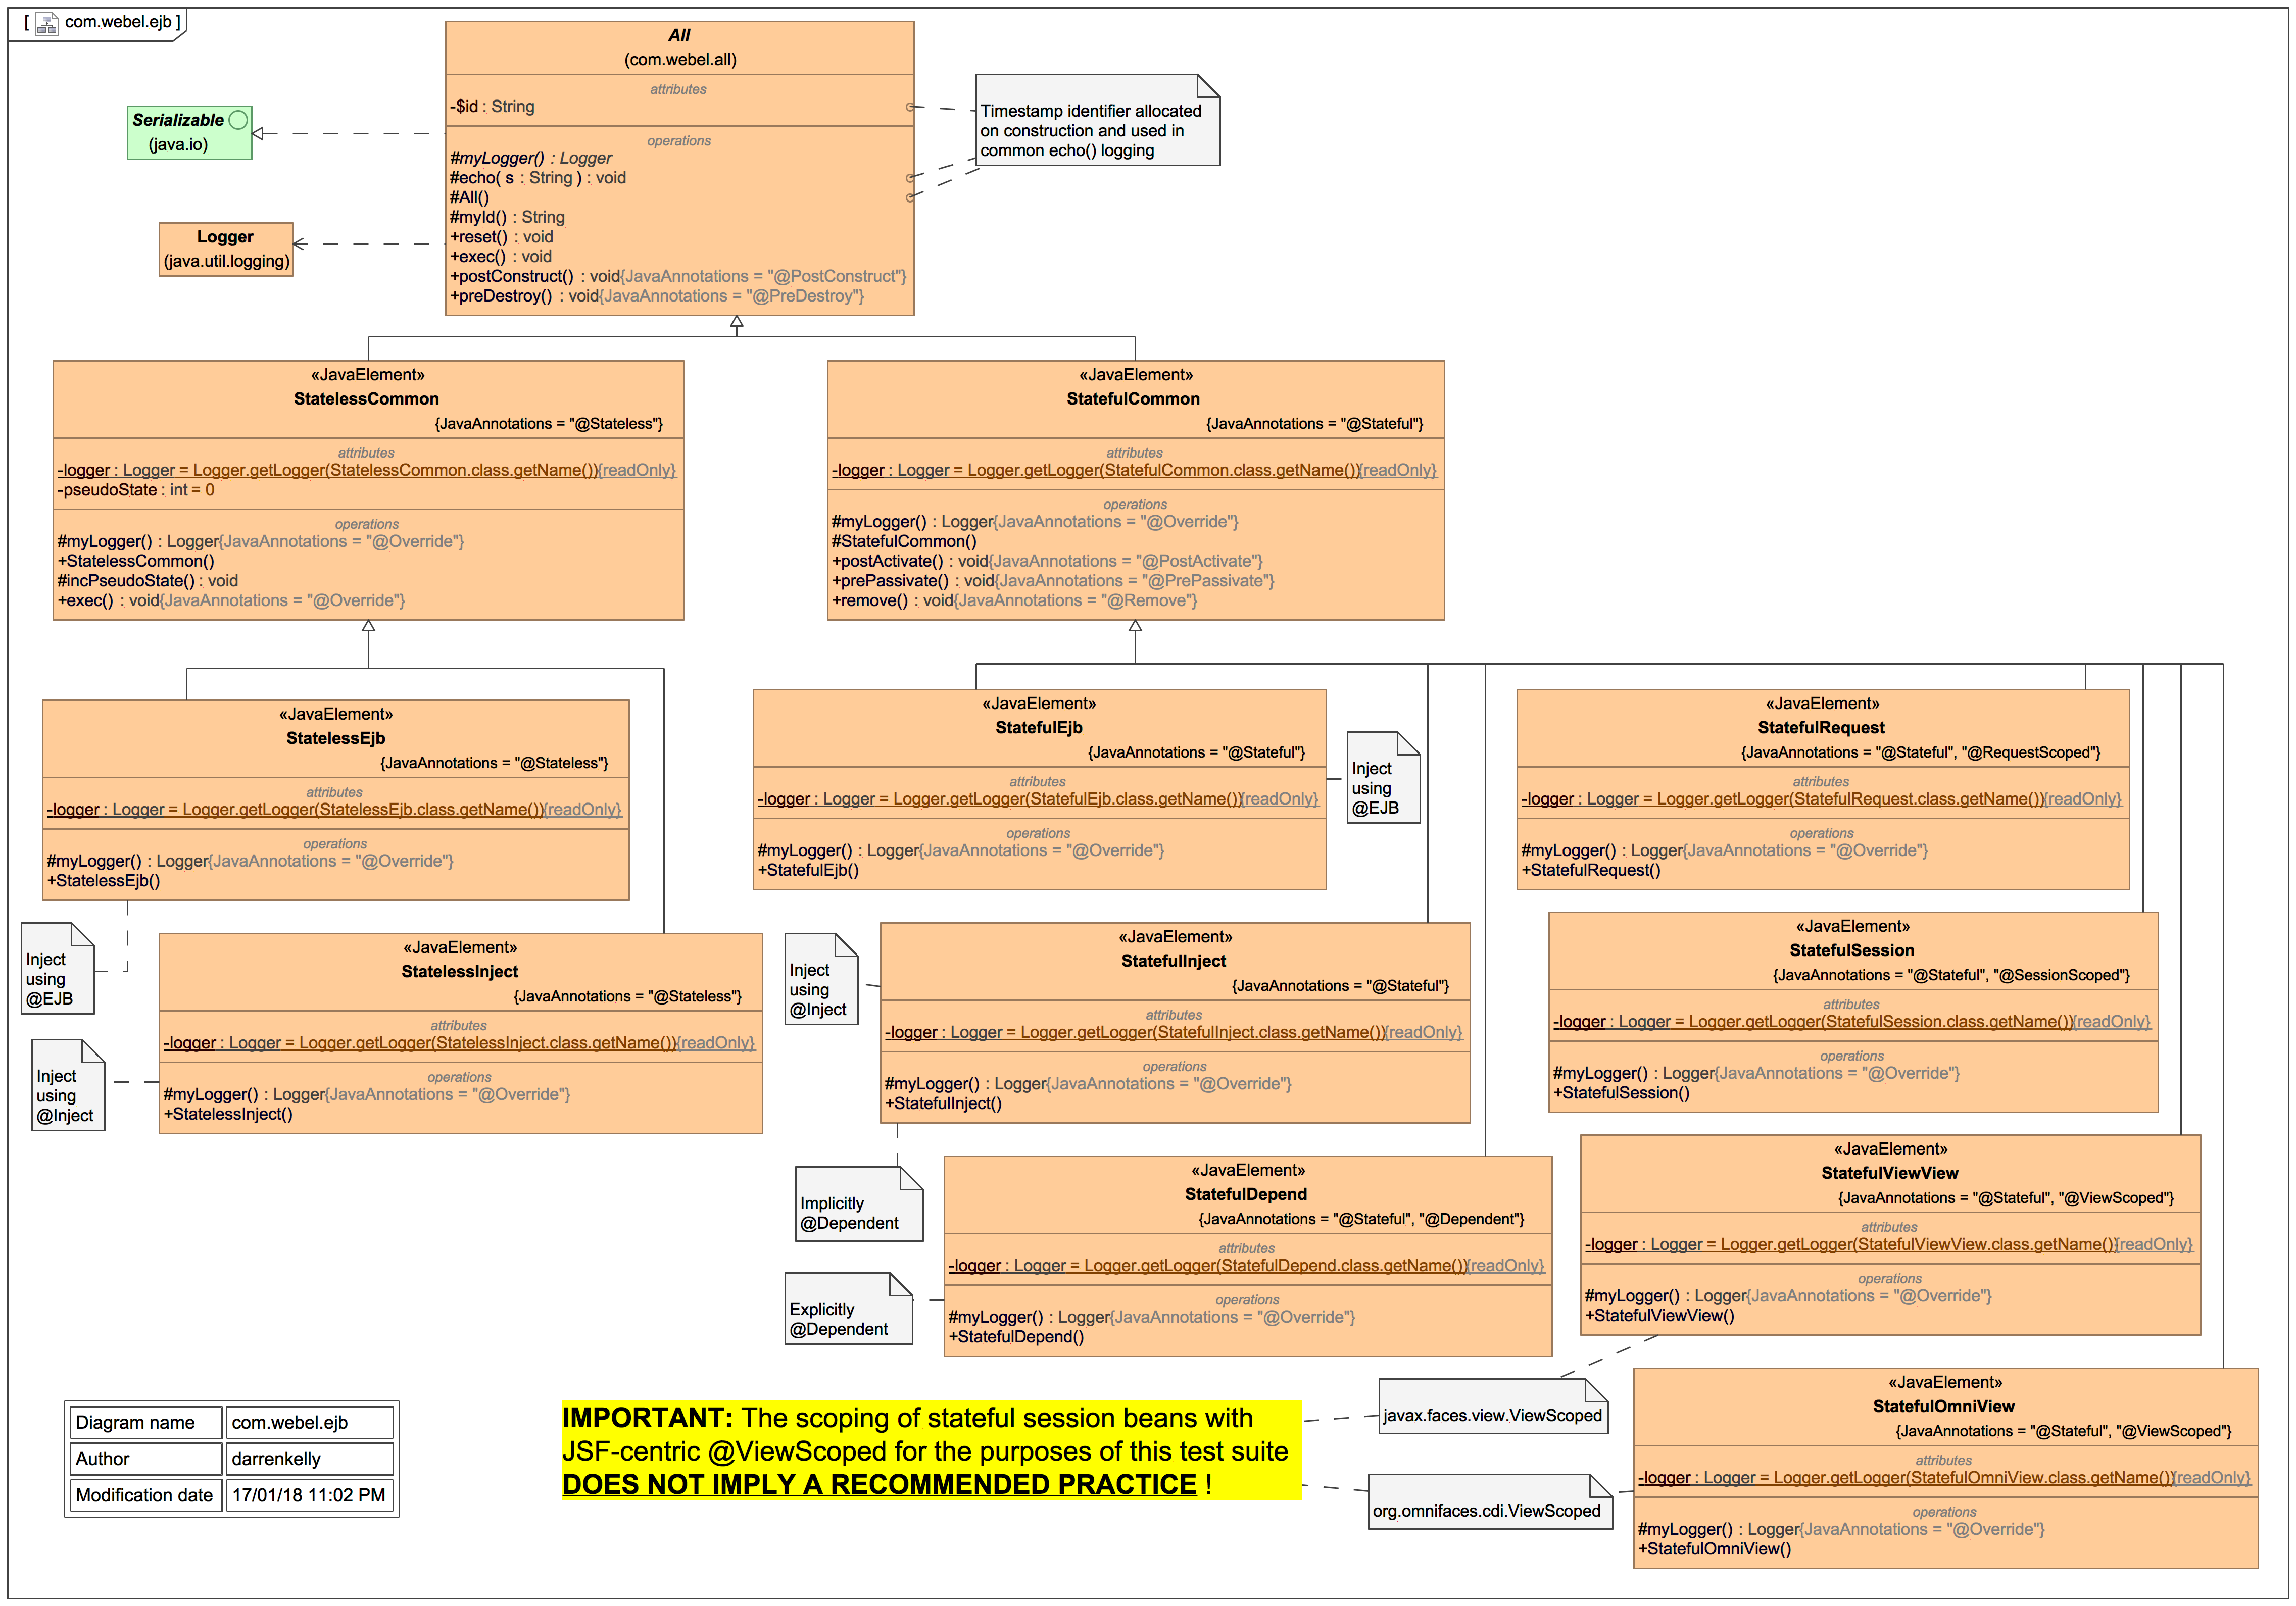 [ com.webel.ejb ]
All
(com.webel.all)
attributes
-$id : String
operations
#myLogger() : Logger
#echo( s : String ) : void
#All()
#myId() : String
+reset() : void
+exec() : void
+postConstruct() : void{JavaAnnotations = "@PostConstruct"}
+preDestroy() : void{JavaAnnotations = "@PreDestroy"}
Timestamp identifier allocated
on construction and used in
common echo() logging
Serializable
(java.io)
Logger
(java.util.logging)
«JavaElement»
StatelessCommon
{JavaAnnotations = "@Stateless"}
attributes
-logger : Logger = Logger.getLogger(StatelessCommon.class.getName()){readOnly}
-pseudoState : int = 0
operations
#myLogger() : Logger{JavaAnnotations = "@Override"}
+StatelessCommon()
#incPseudoState() : void
+exec() : void{JavaAnnotations = "@Override"}
«JavaElement»
StatefulCommon
{JavaAnnotations = "@Stateful"}
attributes
-logger : Logger = Logger.getLogger(StatefulCommon.class.getName()){readOnly}
operations
#myLogger() : Logger{JavaAnnotations = "@Override"}
#StatefulCommon()
+postActivate() : void{JavaAnnotations = "@PostActivate"}
+prePassivate() : void{JavaAnnotations = "@PrePassivate"}
+remove() : void{JavaAnnotations = "@Remove"}
«JavaElement»
StatelessEjb
{JavaAnnotations = "@Stateless"}
attributes
-logger : Logger = Logger.getLogger(StatelessEjb.class.getName()){readOnly}
operations
#myLogger() : Logger{JavaAnnotations = "@Override"}
+StatelessEjb()
Inject
using
@EJB
«JavaElement»
StatelessInject
{JavaAnnotations = "@Stateless"}
attributes
-logger : Logger = Logger.getLogger(StatelessInject.class.getName()){readOnly}
operations
#myLogger() : Logger{JavaAnnotations = "@Override"}
+StatelessInject()
Inject
using
@Inject
«JavaElement»
StatefulEjb
{JavaAnnotations = "@Stateful"}
attributes
-logger : Logger = Logger.getLogger(StatefulEjb.class.getName()){readOnly}
operations
#myLogger() : Logger{JavaAnnotations = "@Override"}
+StatefulEjb()
Inject
using
@EJB
«JavaElement»
StatefulInject
{JavaAnnotations = "@Stateful"}
attributes
-logger : Logger = Logger.getLogger(StatefulInject.class.getName()){readOnly}
operations
#myLogger() : Logger{JavaAnnotations = "@Override"}
+StatefulInject()
Inject
using
@Inject
Implicitly
@Dependent
«JavaElement»
StatefulDepend
{JavaAnnotations = "@Stateful", "@Dependent"}
attributes
-logger : Logger = Logger.getLogger(StatefulDepend.class.getName()){readOnly}
operations
#myLogger() : Logger{JavaAnnotations = "@Override"}
+StatefulDepend()
Explicitly
@Dependent
«JavaElement»
StatefulRequest
{JavaAnnotations = "@Stateful", "@RequestScoped"}
attributes
-logger : Logger = Logger.getLogger(StatefulRequest.class.getName()){readOnly}
operations
#myLogger() : Logger{JavaAnnotations = "@Override"}
+StatefulRequest()
«JavaElement»
StatefulSession
{JavaAnnotations = "@Stateful", "@SessionScoped"}
attributes
-logger : Logger = Logger.getLogger(StatefulSession.class.getName()){readOnly}
operations
#myLogger() : Logger{JavaAnnotations = "@Override"}
+StatefulSession()
«JavaElement»
StatefulViewView
{JavaAnnotations = "@Stateful", "@ViewScoped"}
attributes
-logger : Logger = Logger.getLogger(StatefulViewView.class.getName()){readOnly}
operations
#myLogger() : Logger{JavaAnnotations = "@Override"}
+StatefulViewView()
javax.faces.view.ViewScoped
«JavaElement»
StatefulOmniView
{JavaAnnotations = "@Stateful", "@ViewScoped"}
attributes
-logger : Logger = Logger.getLogger(StatefulOmniView.class.getName()){readOnly}
operations
#myLogger() : Logger{JavaAnnotations = "@Override"}
+StatefulOmniView()
org.omnifaces.cdi.ViewScoped
IMPORTANT: The scoping of stateful session beans with
JSF-centric @ViewScoped for the purposes of this test suite
DOES NOT IMPLY A RECOMMENDED PRACTICE !
Diagram name com.webel.ejb
Author darrenkelly
Modification date 17/01/18 11:02 PM